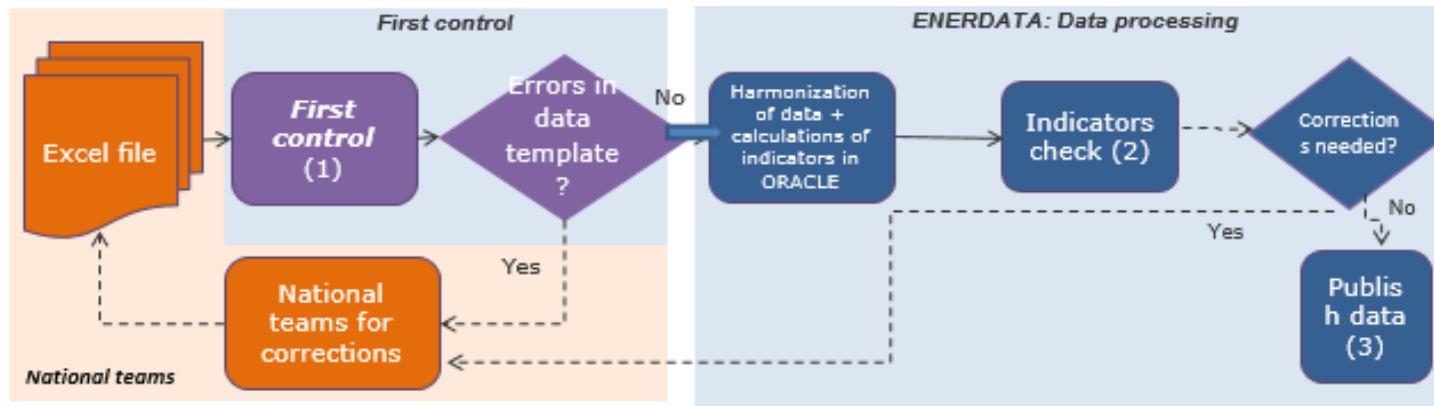 First control
ENERDATA: Data processing
Excel file
First
control
(1)
Errors in
data
template
?
No
Harmonization
of data +
calculations of
indicators in
ORACLE
Indicators
check (2)
Correction
s needed?
Yes
No
Yes
National
teams for
corrections
Publis
h data
(3)
National teams